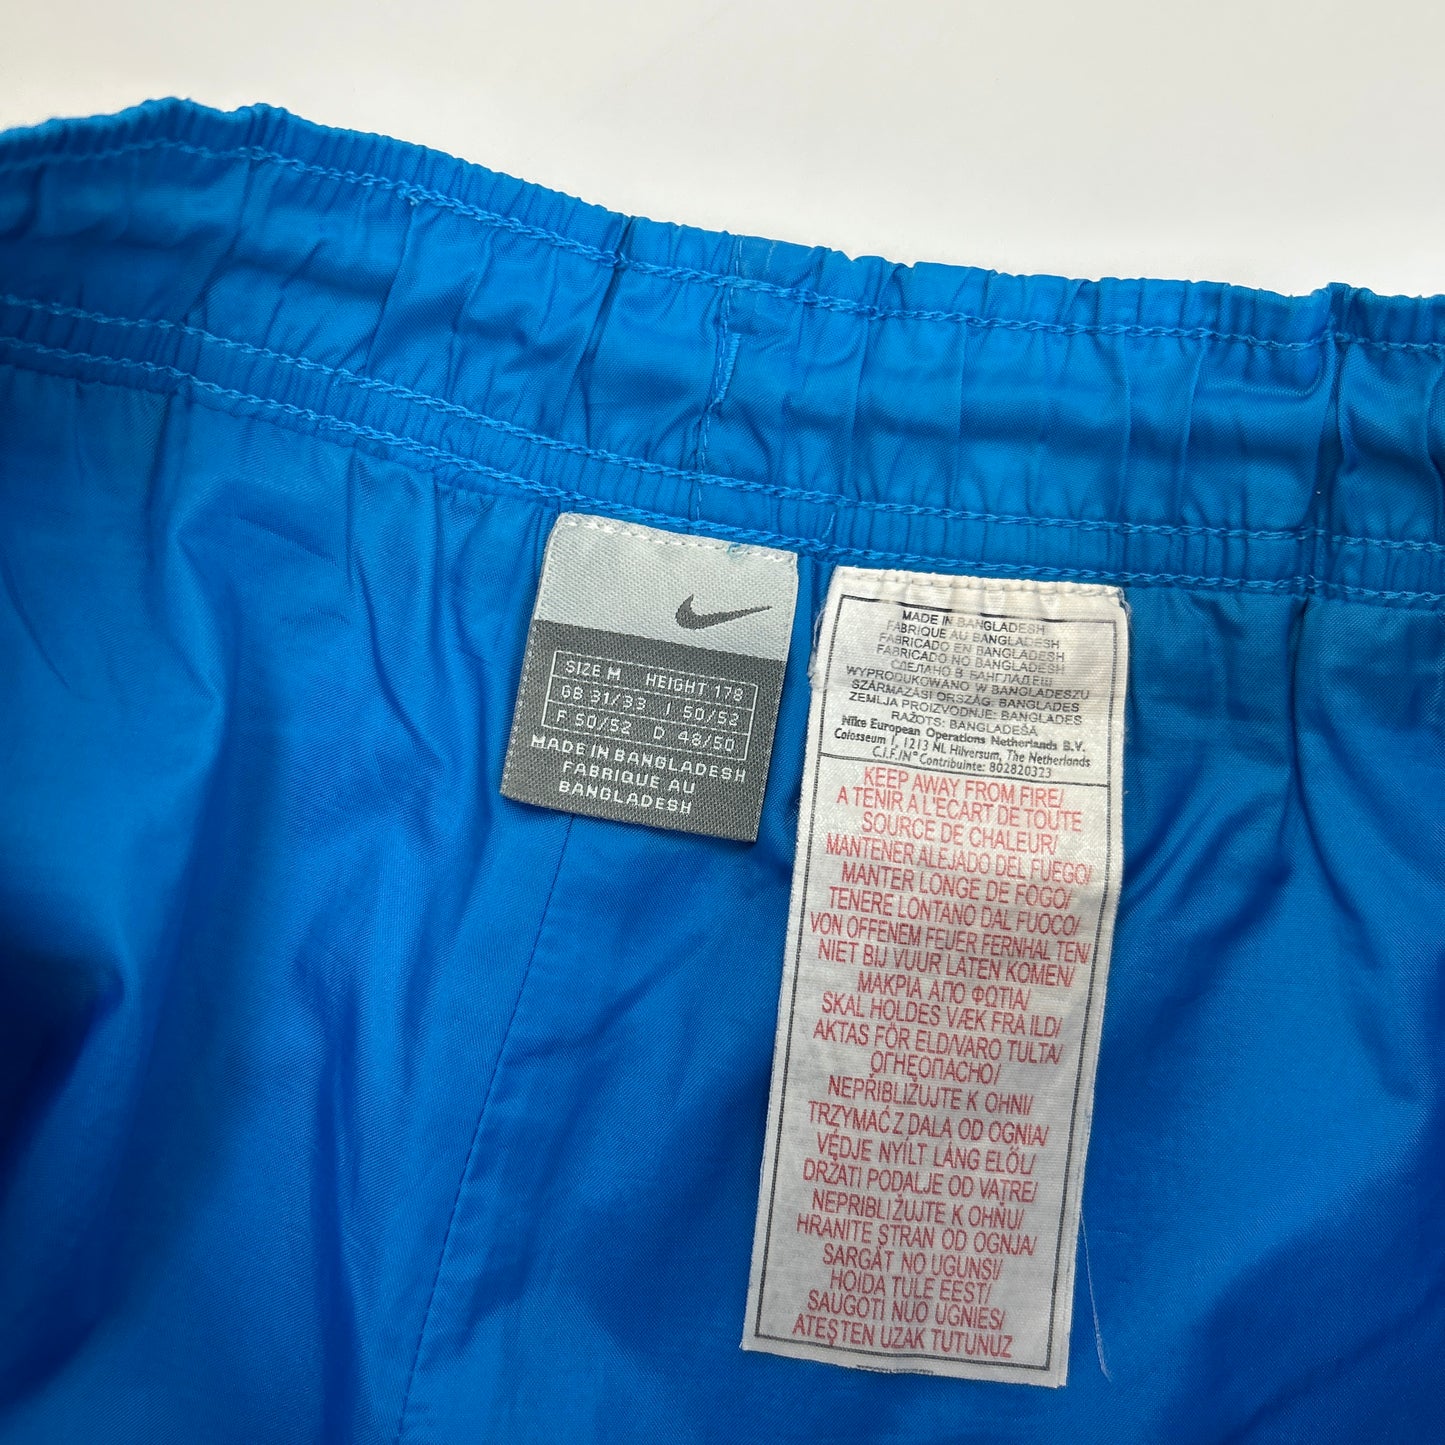 SIZE M HEIGHT 178
GB 31/33 I 50/52
F 50/52 D 48/50
MADE IN BANGLADESH
FABRIQUE AU
BANGLADESH
MADE IN BANGLADESH
FABRIQUE AU BANGLADESH
FABRICADO EN BANGLADESH
FABRICADO NO BANGLADESH
СДЕЛАНО В БАНГЛАДЕШ
WYPRODUKOWANO W BANGLADESZU
SZÁRMAZÁSI ORSZÁG: BANGLADES
ZEMLJA PROIZVODNJE: BANGLADES
RAŽOTS: BANGLADEŠĀ
Nike European Operations Netherlands B.V.
Colosseum 1, 1213 NL Hilversum, The Netherlands
C.I.F./N° Contribuinte: 802820323
KEEP AWAY FROM FIRE/
A TENIR A L'ECART DE TOUTE
SOURCE DE CHALEUR/
MANTENER ALEJADO DEL FUEGO/
MANTER LONGE DE FOGO/
TENERE LONTANO DAL FUOCO/
VON OFFENEM FEUER FERNHALTEN/
NIET BIJ VUUR LATEN KOMEN/
ΜΑΚΡΙΑ ΑΠΟ ΦΩΤΙΑ/
SKAL HOLDES VÆK FRA ILD/
AKTAS FÖR ELD/VARO TULTA/
ОГНЕОПАСНО/
NEPŘIBLIŽUJTE K OHNI/
TRZYMAĆ Z DALA OD OGNIA/
VÉDJE NYÍLT LÁNG ELŐL/
DRŽATI PODALJE OD VATRE/
NEPRIBLIŽUJTE K OHŇU/
HRANITE STRAN OD OGNJA/
SARGĀT NO UGUNS/
HOIDA TULE EEST/
SAUGOTI NUO UGNIES/
ATEŞTEN UZAK TUTUNUZ